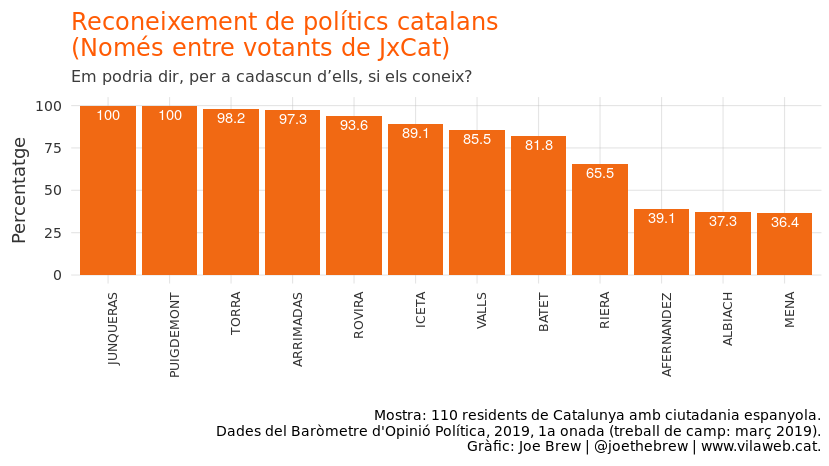 Reconeixement de polítics catalans
(Només entre votants de JxCat)
Em podria dir, per a cadascun d’ells, si els coneix?
Percentatge
100
75
50
25
0
100
100
98.2
97.3
93.6
89.1
85.5
81.8
65.5
39.1
37.3
36.4
JUNQUERAS
PUIGDEMONT
TORRA
ARRIMADAS
ROVIRA
ICETA
VALLS
BATET
RIERA
AFERNANDEZ
ALBIACH
MENA
Mostra: 110 residents de Catalunya amb ciutadania espanyola.
Dades del Baròmetre d'Opinió Política, 2019, 1a onada (treball de camp: març 2019).
Gràfic: Joe Brew | @joethebrew | www.vilaweb.cat.